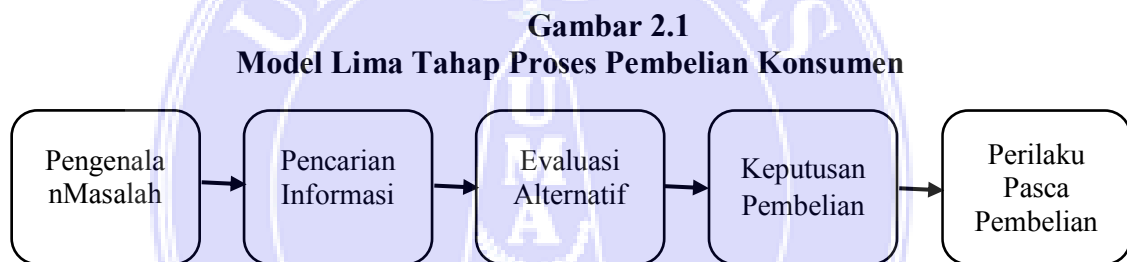 Gambar 2.1
Model Lima Tahap Proses Pembelian Konsumen
Pengenala
nMasalah
Pencarian
Informasi
Evaluasi
Alternatif
Keputusan
Pembelian
Perilaku
Pasca
Pembelian
UMA